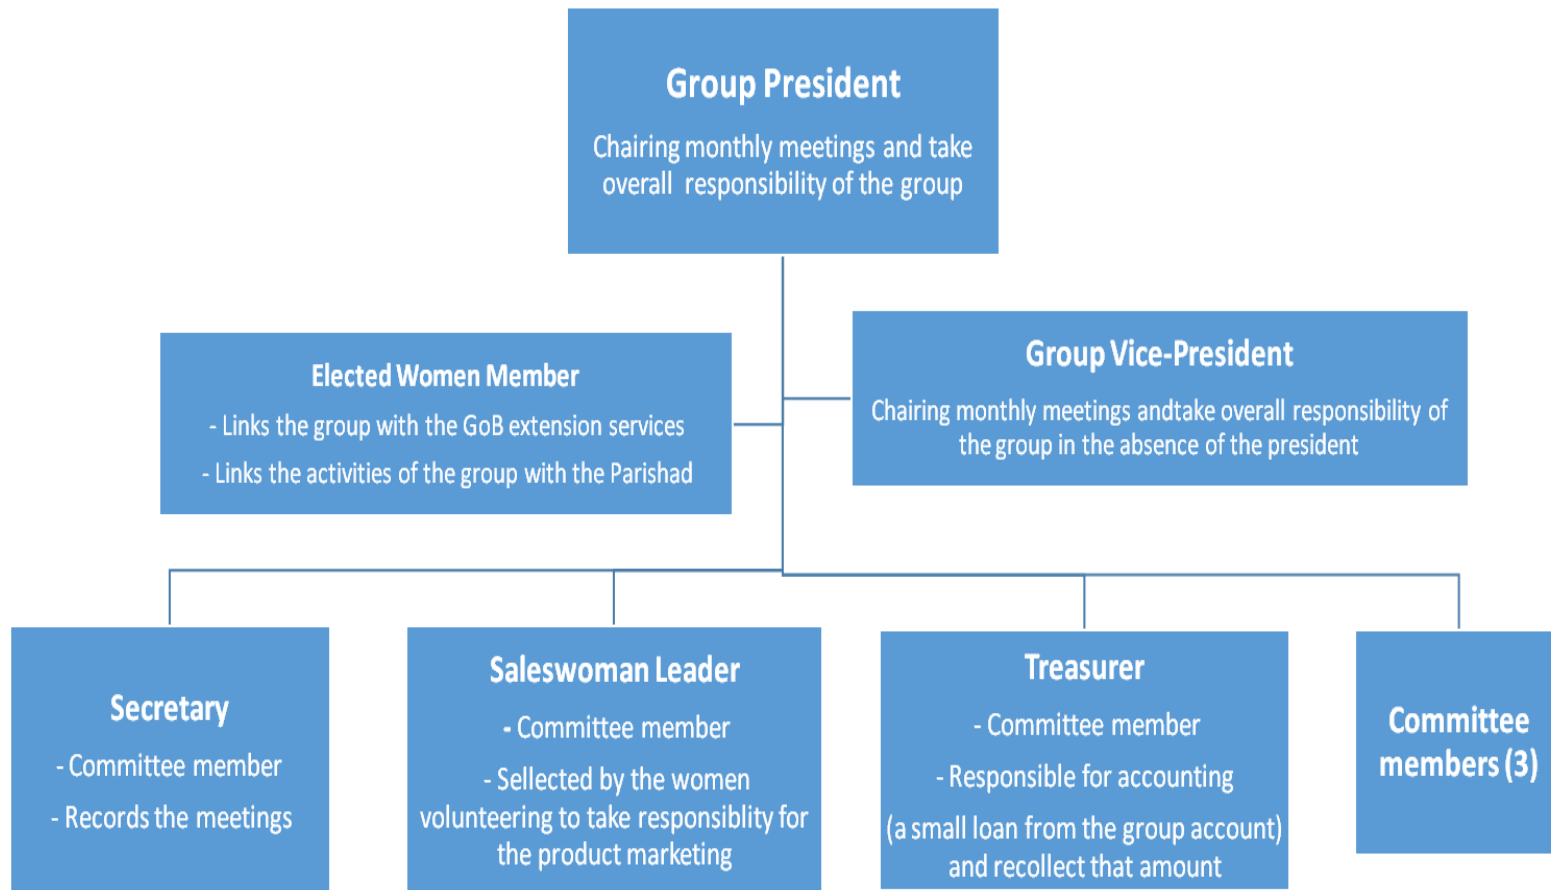 Group President
Chairing monthly meetings and take
overall responsibility of the group
Elected Women Member
- Links the group with the GoB extension services
- Links the activities of the group with the Parishad
Group Vice-President
Chairing monthly meetings andtake overall responsibility of
the group in the absence of the president
Secretary
- Committee member
- Records the meetings
Saleswoman Leader
- Committee member
- Sellected by the women
volunteering to take responsiblity for
the product marketing
Treasurer
- Committee member
- Responsible for accounting
(a small loan from the group account)
and recollect that amount
Committee
members (3)